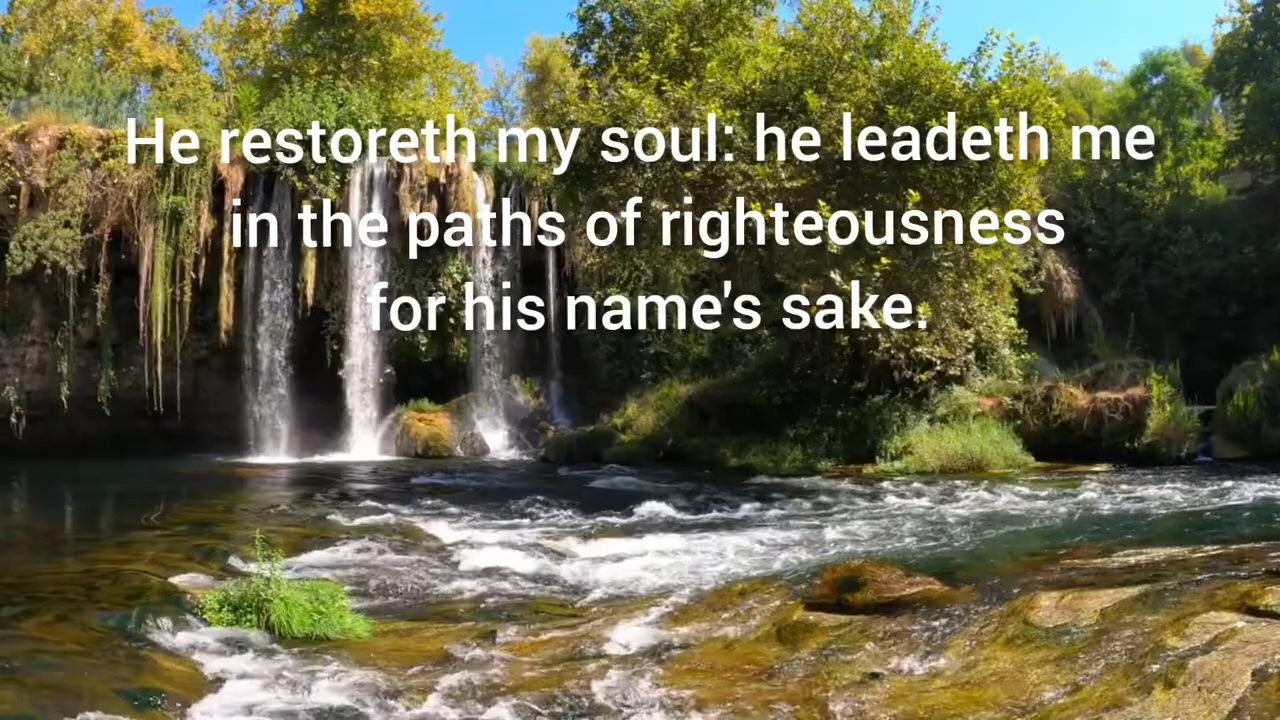 He restoreth my soul: he leadeth me
in the paths of righteousness
for his name's sake.